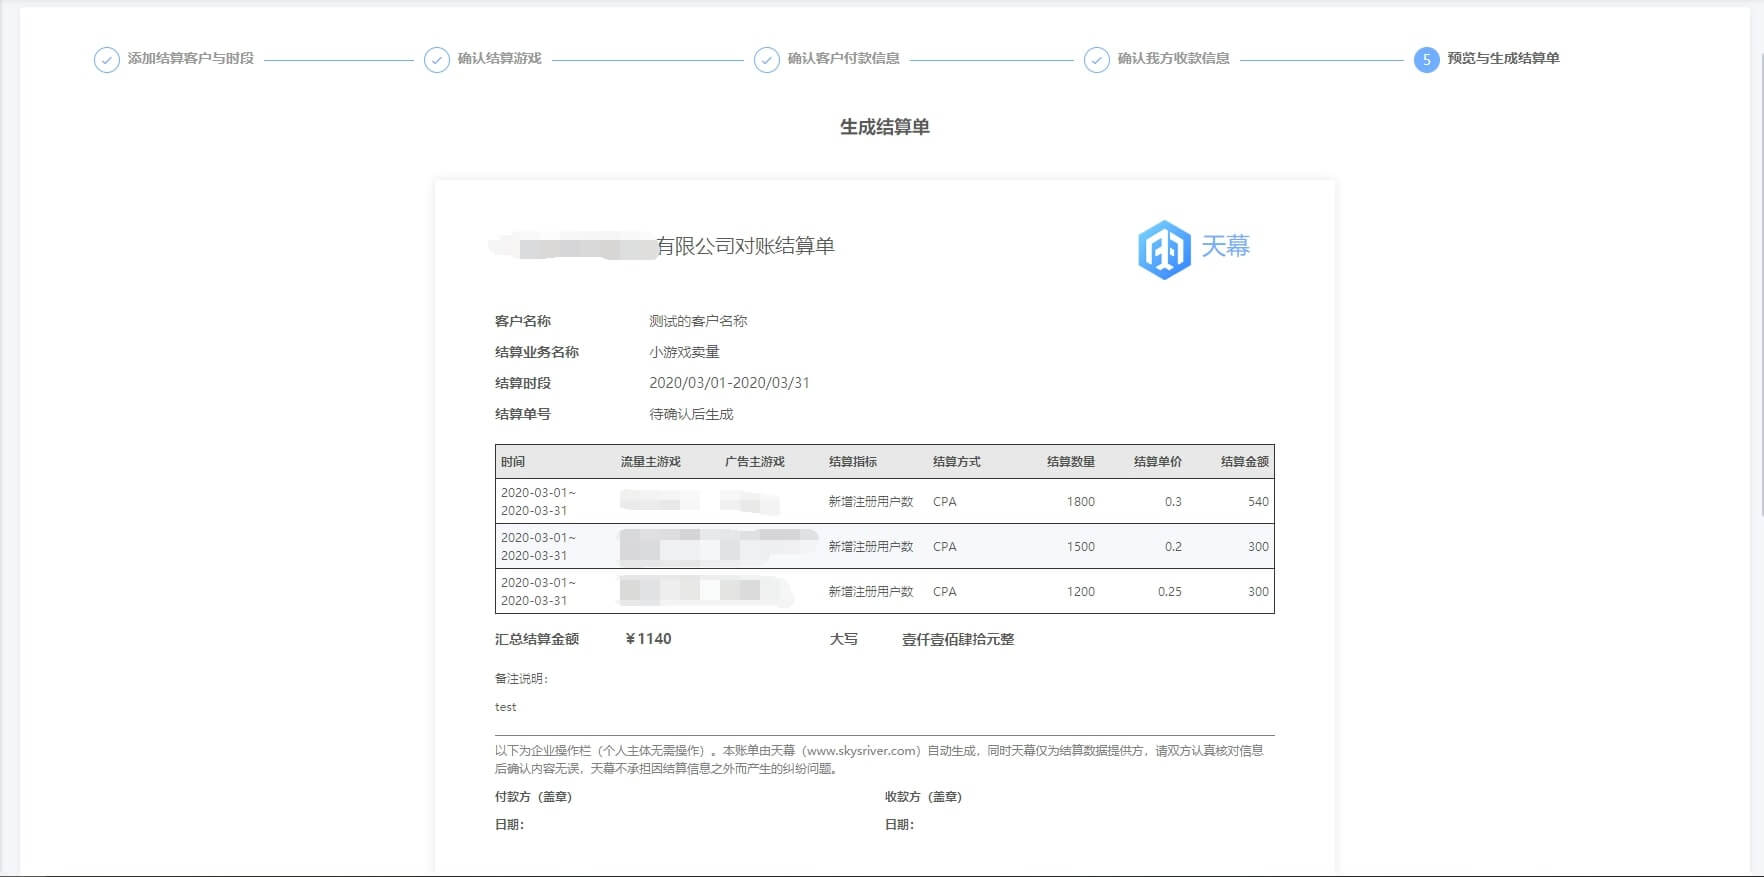 添加结算客户与时段 确认结算游戏 确认客户付款信息 确认我方收款信息 5 预览与生成结算单
生成结算单
有限公司对账结算单 天幕
客户名称 测试的客户名称
结算业务名称 小游戏卖量
结算时段 2020/03/01-2020/03/31
结算单号 待确认后生成
时间 流量主游戏 广告主游戏 结算指标 结算方式 结算数量 结算单价 结算金额
2020-03-01~
2020-03-31 新增注册用户数 CPA 1800 0.3 540
2020-03-01~
2020-03-31 新增注册用户数 CPA 1500 0.2 300
2020-03-01~
2020-03-31 新增注册用户数 CPA 1200 0.25 300
汇总结算金额 ¥1140 大写 壹仟壹佰肆拾元整
备注说明:
test
以下为企业操作栏（个人主体无需操作）。本账单由天幕（www.skysriver.com）自动生成，同时天幕仅为结算数据提供方，请双方认真核对信息
后确认内容无误，天幕不承担因结算信息之外而产生的纠纷问题。
付款方（盖章） 收款方（盖章）
日期： 日期：